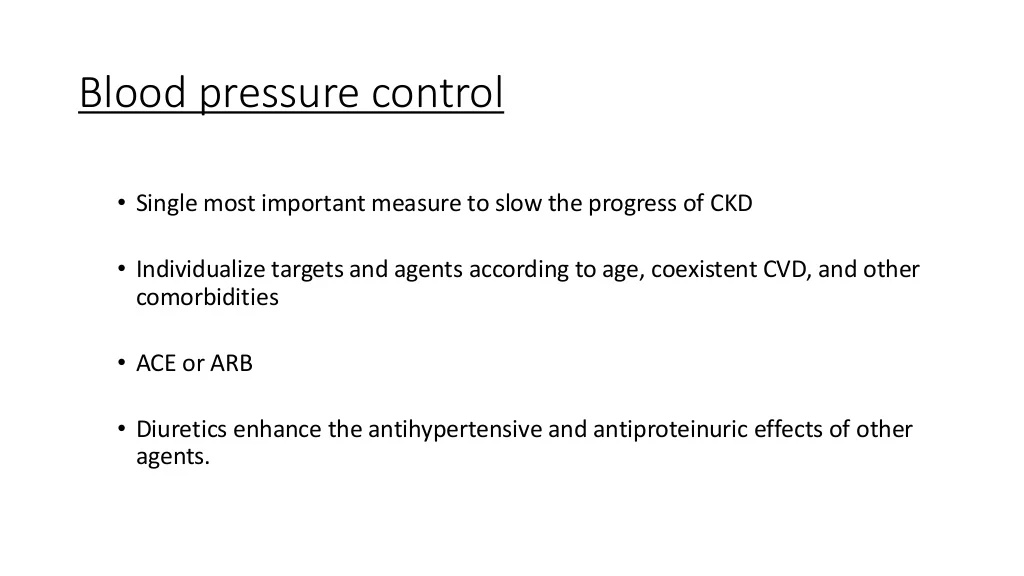 Blood pressure control
• Single most important measure to slow the progress of CKD
• Individualize targets and agents according to age, coexistent CVD, and other
comorbidities
• ACE or ARB
• Diuretics enhance the antihypertensive and antiproteinuric effects of other
agents.